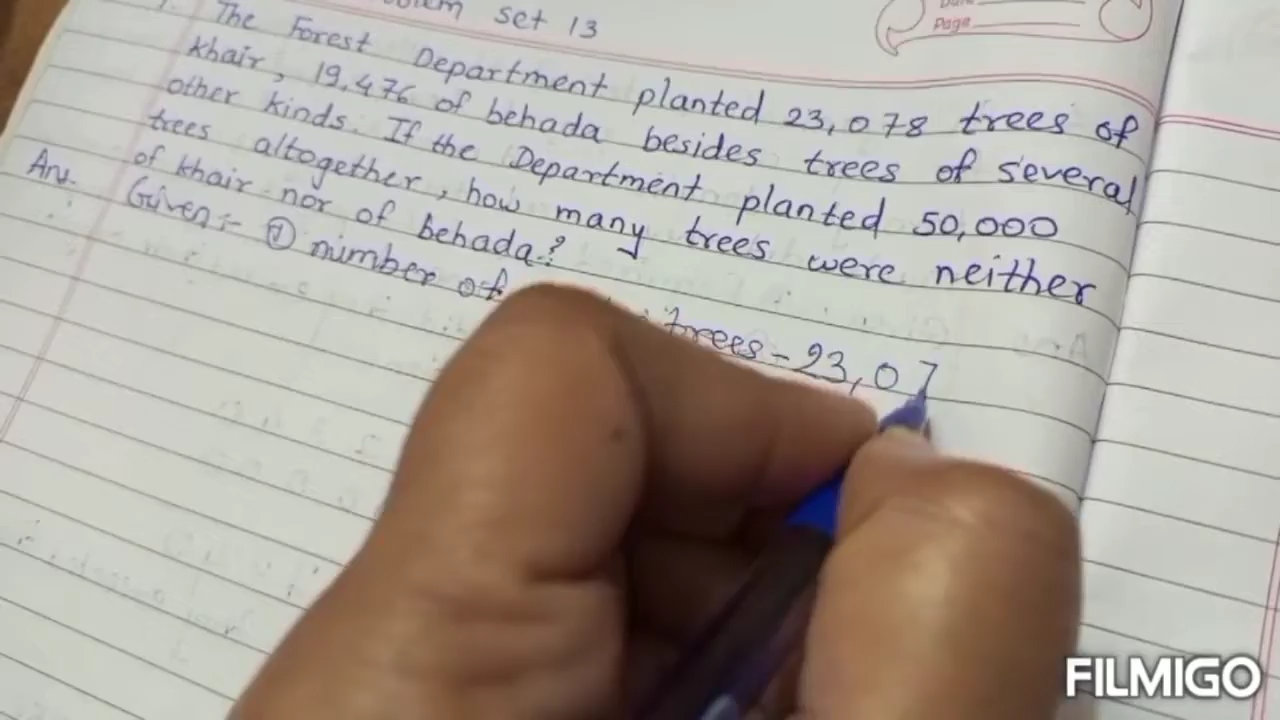 Set 13
Page
The Forest Department planted 23,078 trees of
khair, 19,476 of behada besides trees of several
other kinds. If the Department planted 50,000
trees altogether, how many trees were neither
of khair nor of behada?
Ans. Given:- ① number of trees - 23,07
FILMIGO